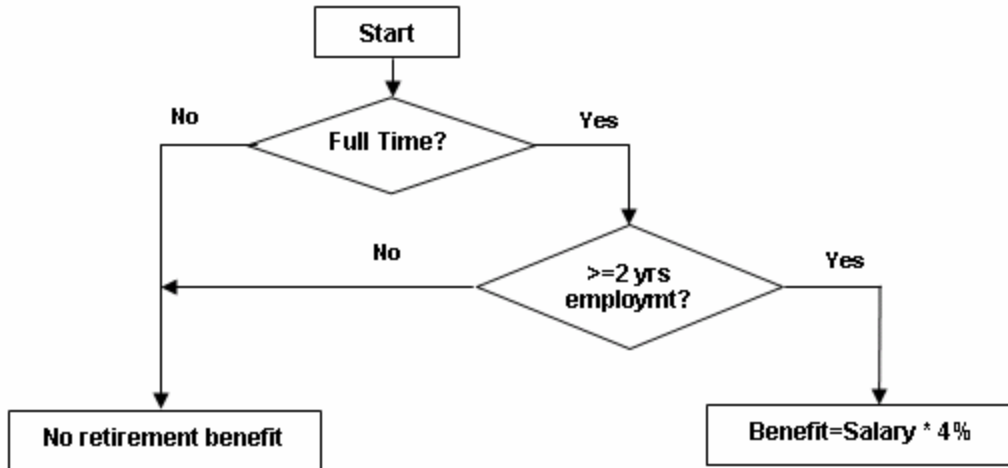 Start
No
Full Time?
Yes
No
>=2 yrs
employmt?
Yes
No retirement benefit
Benefit=Salary * 4%